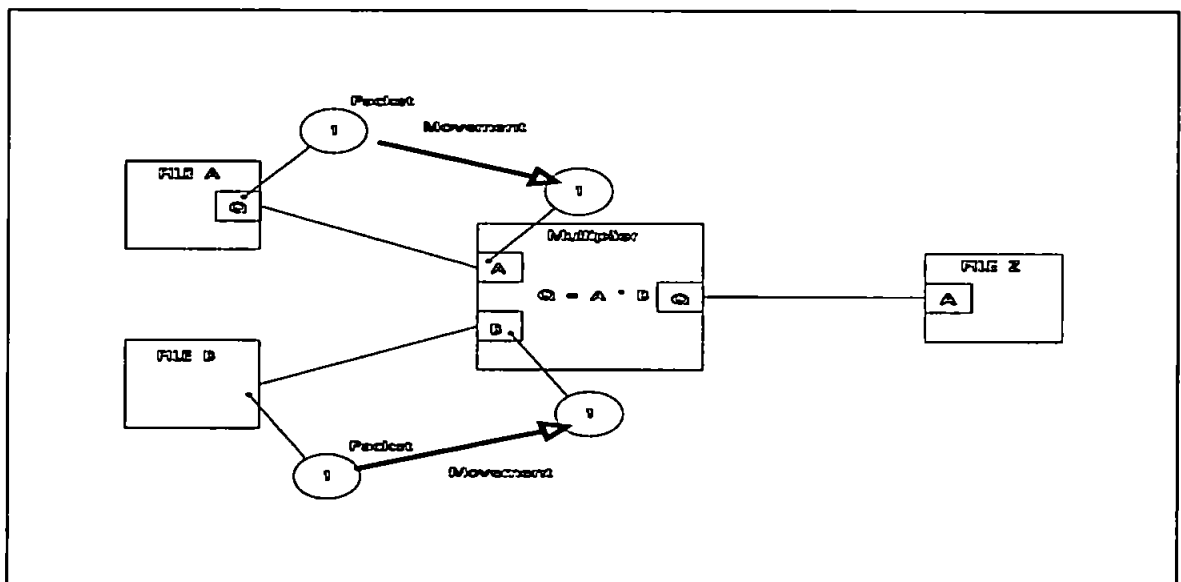 Packet
1
Movement
FILE A
Q
1
Multiplier
A
Q = A * B
Q
FILE Z
A
B
FILE B
1
Packet
1
Movement